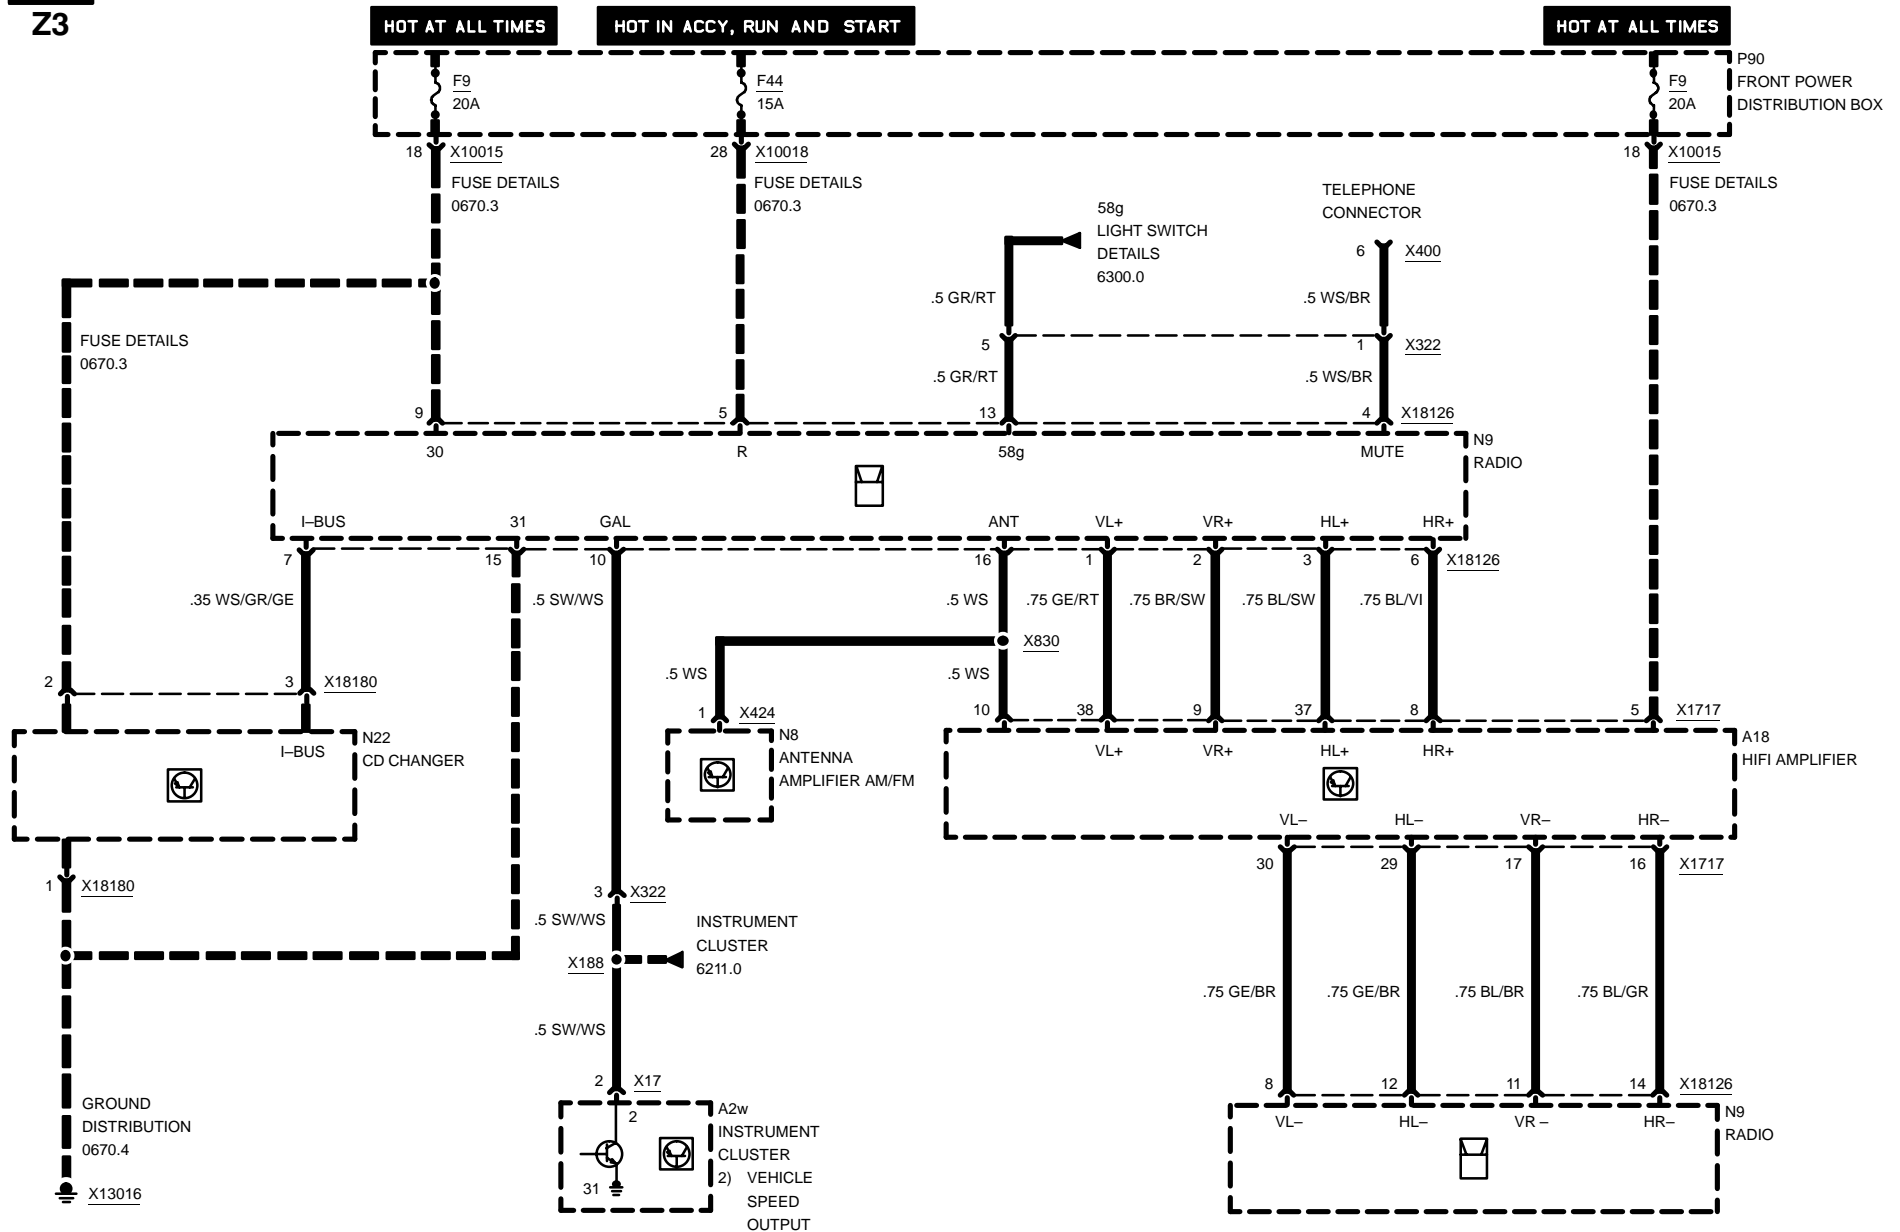 Z3
HOT AT ALL TIMES
HOT IN ACCY, RUN AND START
HOT AT ALL TIMES
F9
20A
F44
15A
F9
20A
P90
FRONT POWER
DISTRIBUTION BOX
18 X10015
28 X10018
18 X10015
FUSE DETAILS
0670.3
FUSE DETAILS
0670.3
FUSE DETAILS
0670.3
58g
LIGHT SWITCH
DETAILS
6300.0
TELEPHONE
CONNECTOR
6 X400
.5 GR/RT
.5 WS/BR
FUSE DETAILS
0670.3
5
1 X322
.5 GR/RT
.5 WS/BR
9
5
13
4 X18126
30
R
58g
MUTE
N9
RADIO
I–BUS
31
GAL
ANT
VL+
VR+
HL+
HR+
7
15
10
16
1
2
3
6 X18126
.35 WS/GR/GE
.5 SW/WS
.5 WS
.75 GE/RT
.75 BR/SW
.75 BL/SW
.75 BL/VI
X830
.5 WS
.5 WS
2
3 X18180
1 X424
10
38
9
37
8
5 X1717
I–BUS
N22
CD CHANGER
N8
ANTENNA
AMPLIFIER AM/FM
VL+
VR+
HL+
HR+
A18
HIFI AMPLIFIER
VL–
HL–
VR–
HR–
30
29
17
16 X1717
1 X18180
3 X322
.5 SW/WS
INSTRUMENT
CLUSTER
6211.0
X188
.75 GE/BR
.75 GE/BR
.75 BL/BR
.75 BL/GR
.5 SW/WS
2 X17
8
12
11
14 X18126
GROUND
DISTRIBUTION
0670.4
X13016
2
31
A2w
INSTRUMENT
CLUSTER
2) VEHICLE
SPEED
OUTPUT
VL–
HL–
VR –
HR–
N9
RADIO